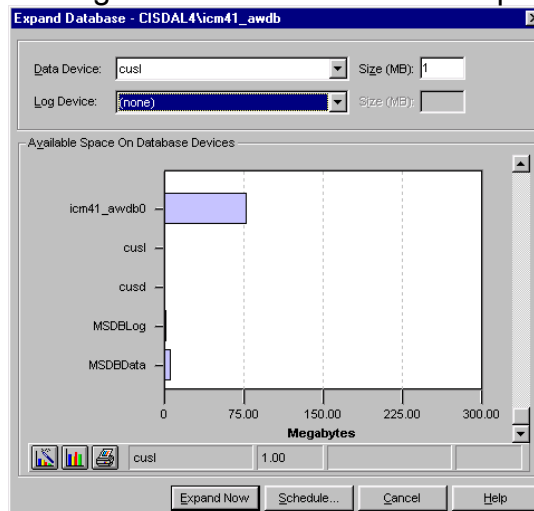 Expand Database - CISDAL4\icm41_awdb
Data Device: cusl Size (MB): 1
Log Device: (none) Size (MB):
Available Space On Database Devices
icm41_awdb0
cusl
cusd
MSDBLog
MSDBData
0 75.00 150.00 225.00 300.00
Megabytes
cusl 1.00
Expand Now Schedule... Cancel Help